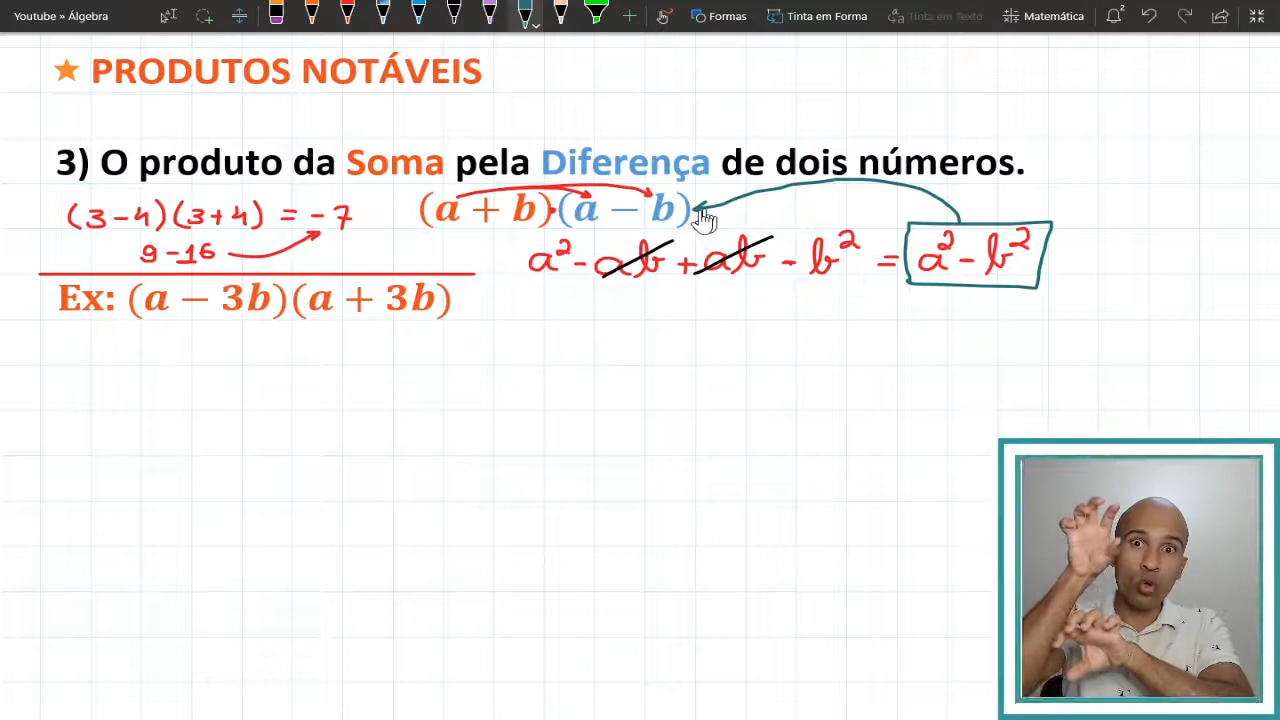 Youtube » Álgebra
Formas
Tinta em Forma
Tinta em Texto
Matemática
2
PRODUTOS NOTÁVEIS
3) O produto da Soma pela Diferença de dois números.
(3-4)(3+4) = -7
(a + b)·(a − b)
9-16
a² - ab + ab - b² = a² - b²
Ex: (a − 3b)(a + 3b)